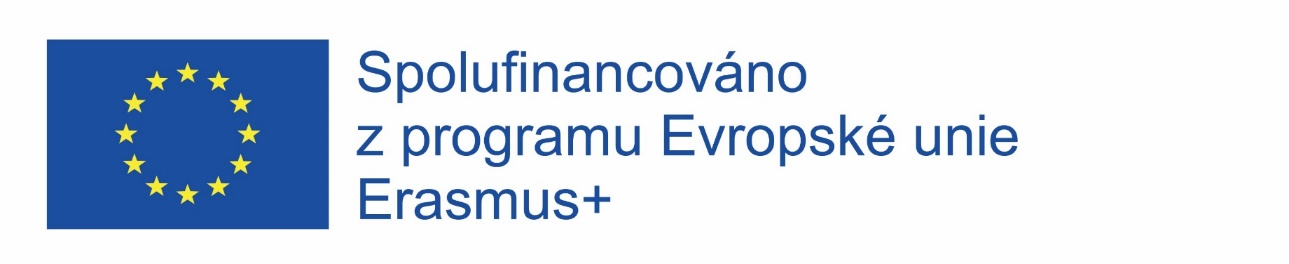 Spolufinancováno
z programu Evropské unie
Erasmus+